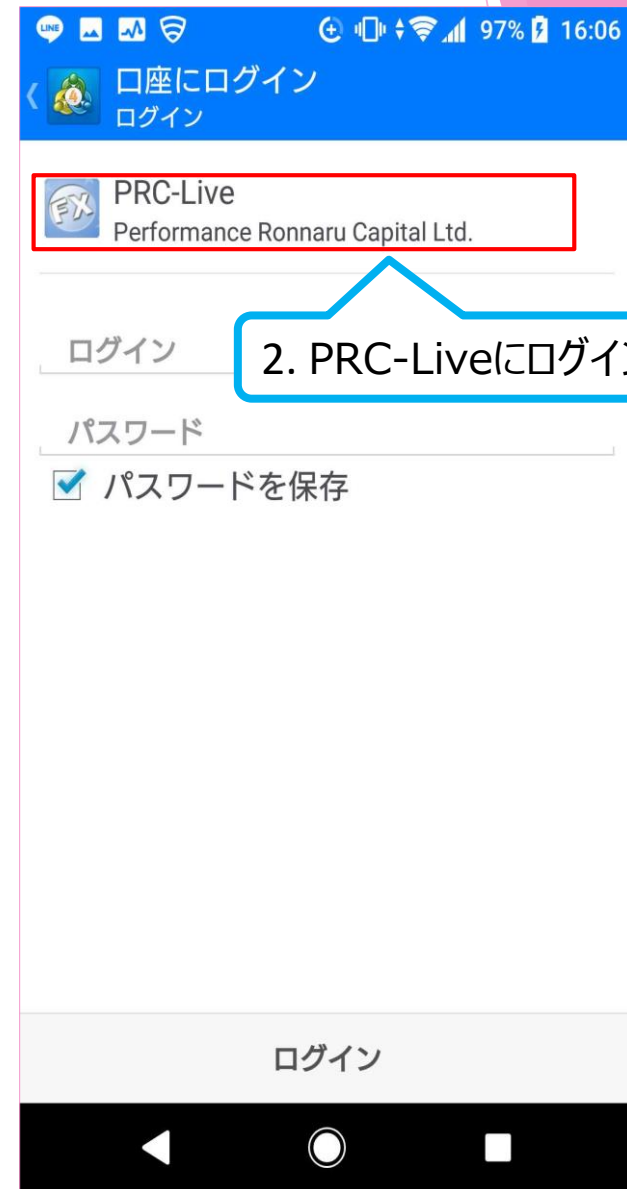 LINE 97% 16:06
口座にログイン
ログイン
FX PRC-Live
Performance Ronnaru Capital Ltd.
ログイン
2. PRC-Liveにログイ
パスワード
パスワードを保存
ログイン